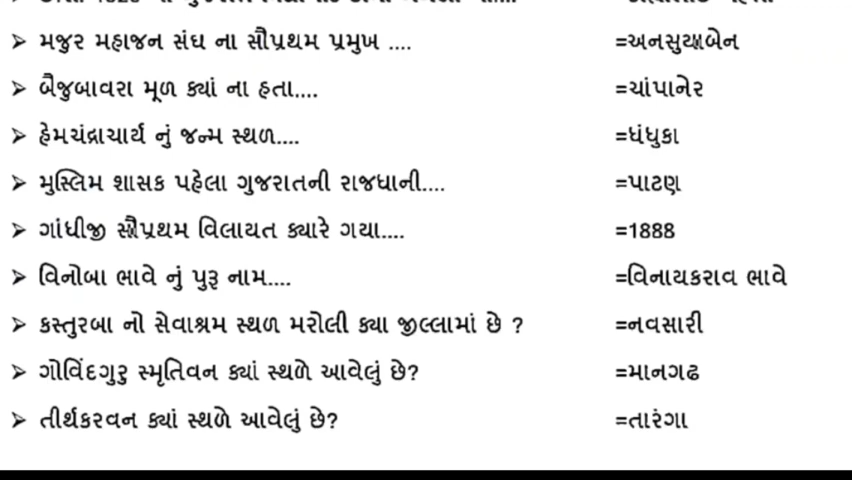 ➢ મજુર મહાજન સંઘ ના સૌપ્રથમ પ્રમુખ .... =અનસુયાબેન
➢ બૈજુબાવરા મૂળ ક્યાં ના હતા.... =ચાંપાનેર
➢ હેમચંદ્રાચાર્ય નું જન્મ સ્થળ.... =ધંધુકા
➢ મુસ્લિમ શાસક પહેલા ગુજરાતની રાજધાની.... =પાટણ
➢ ગાંધીજી સૌપ્રથમ વિલાયત ક્યારે ગયા.... =1888
➢ વિનોબા ભાવે નું પુરૂ નામ.... =વિનાયકરાવ ભાવે
➢ કસ્તુરબા નો સેવાશ્રમ સ્થળ મરોલી ક્યા જીલ્લામાં છે ? =નવસારી
➢ ગોવિંદગુરુ સ્મૃતિવન ક્યાં સ્થળે આવેલું છે? =માનગઢ
➢ તીર્થકરવન ક્યાં સ્થળે આવેલું છે? =તારંગા